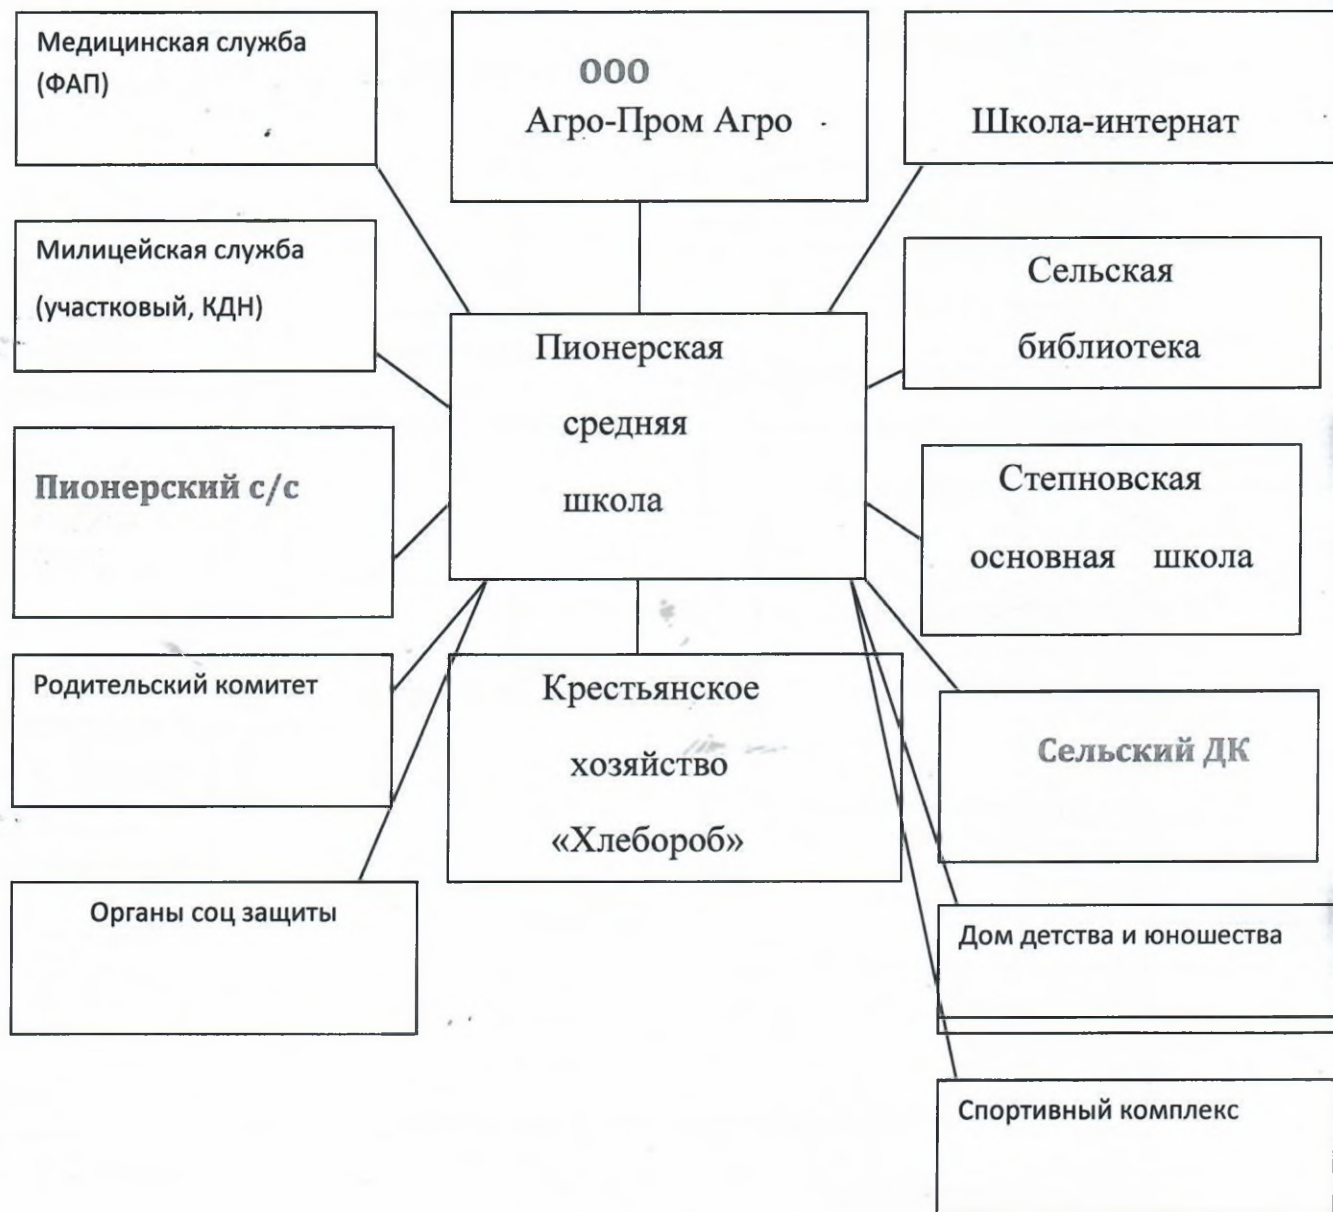 Медицинская служба
(ФАП)
ООО
Агро-Пром Агро
Школа-интернат
Милицейская служба
(участковый, КДН)
Сельская
библиотека
Пионерская
средняя
школа
Пионерский с/с
Степновская
основная школа
Родительский комитет
Крестьянское
хозяйство
«Хлебороб»
Сельский ДК
Органы соц защиты
Дом детства и юношества
Спортивный комплекс